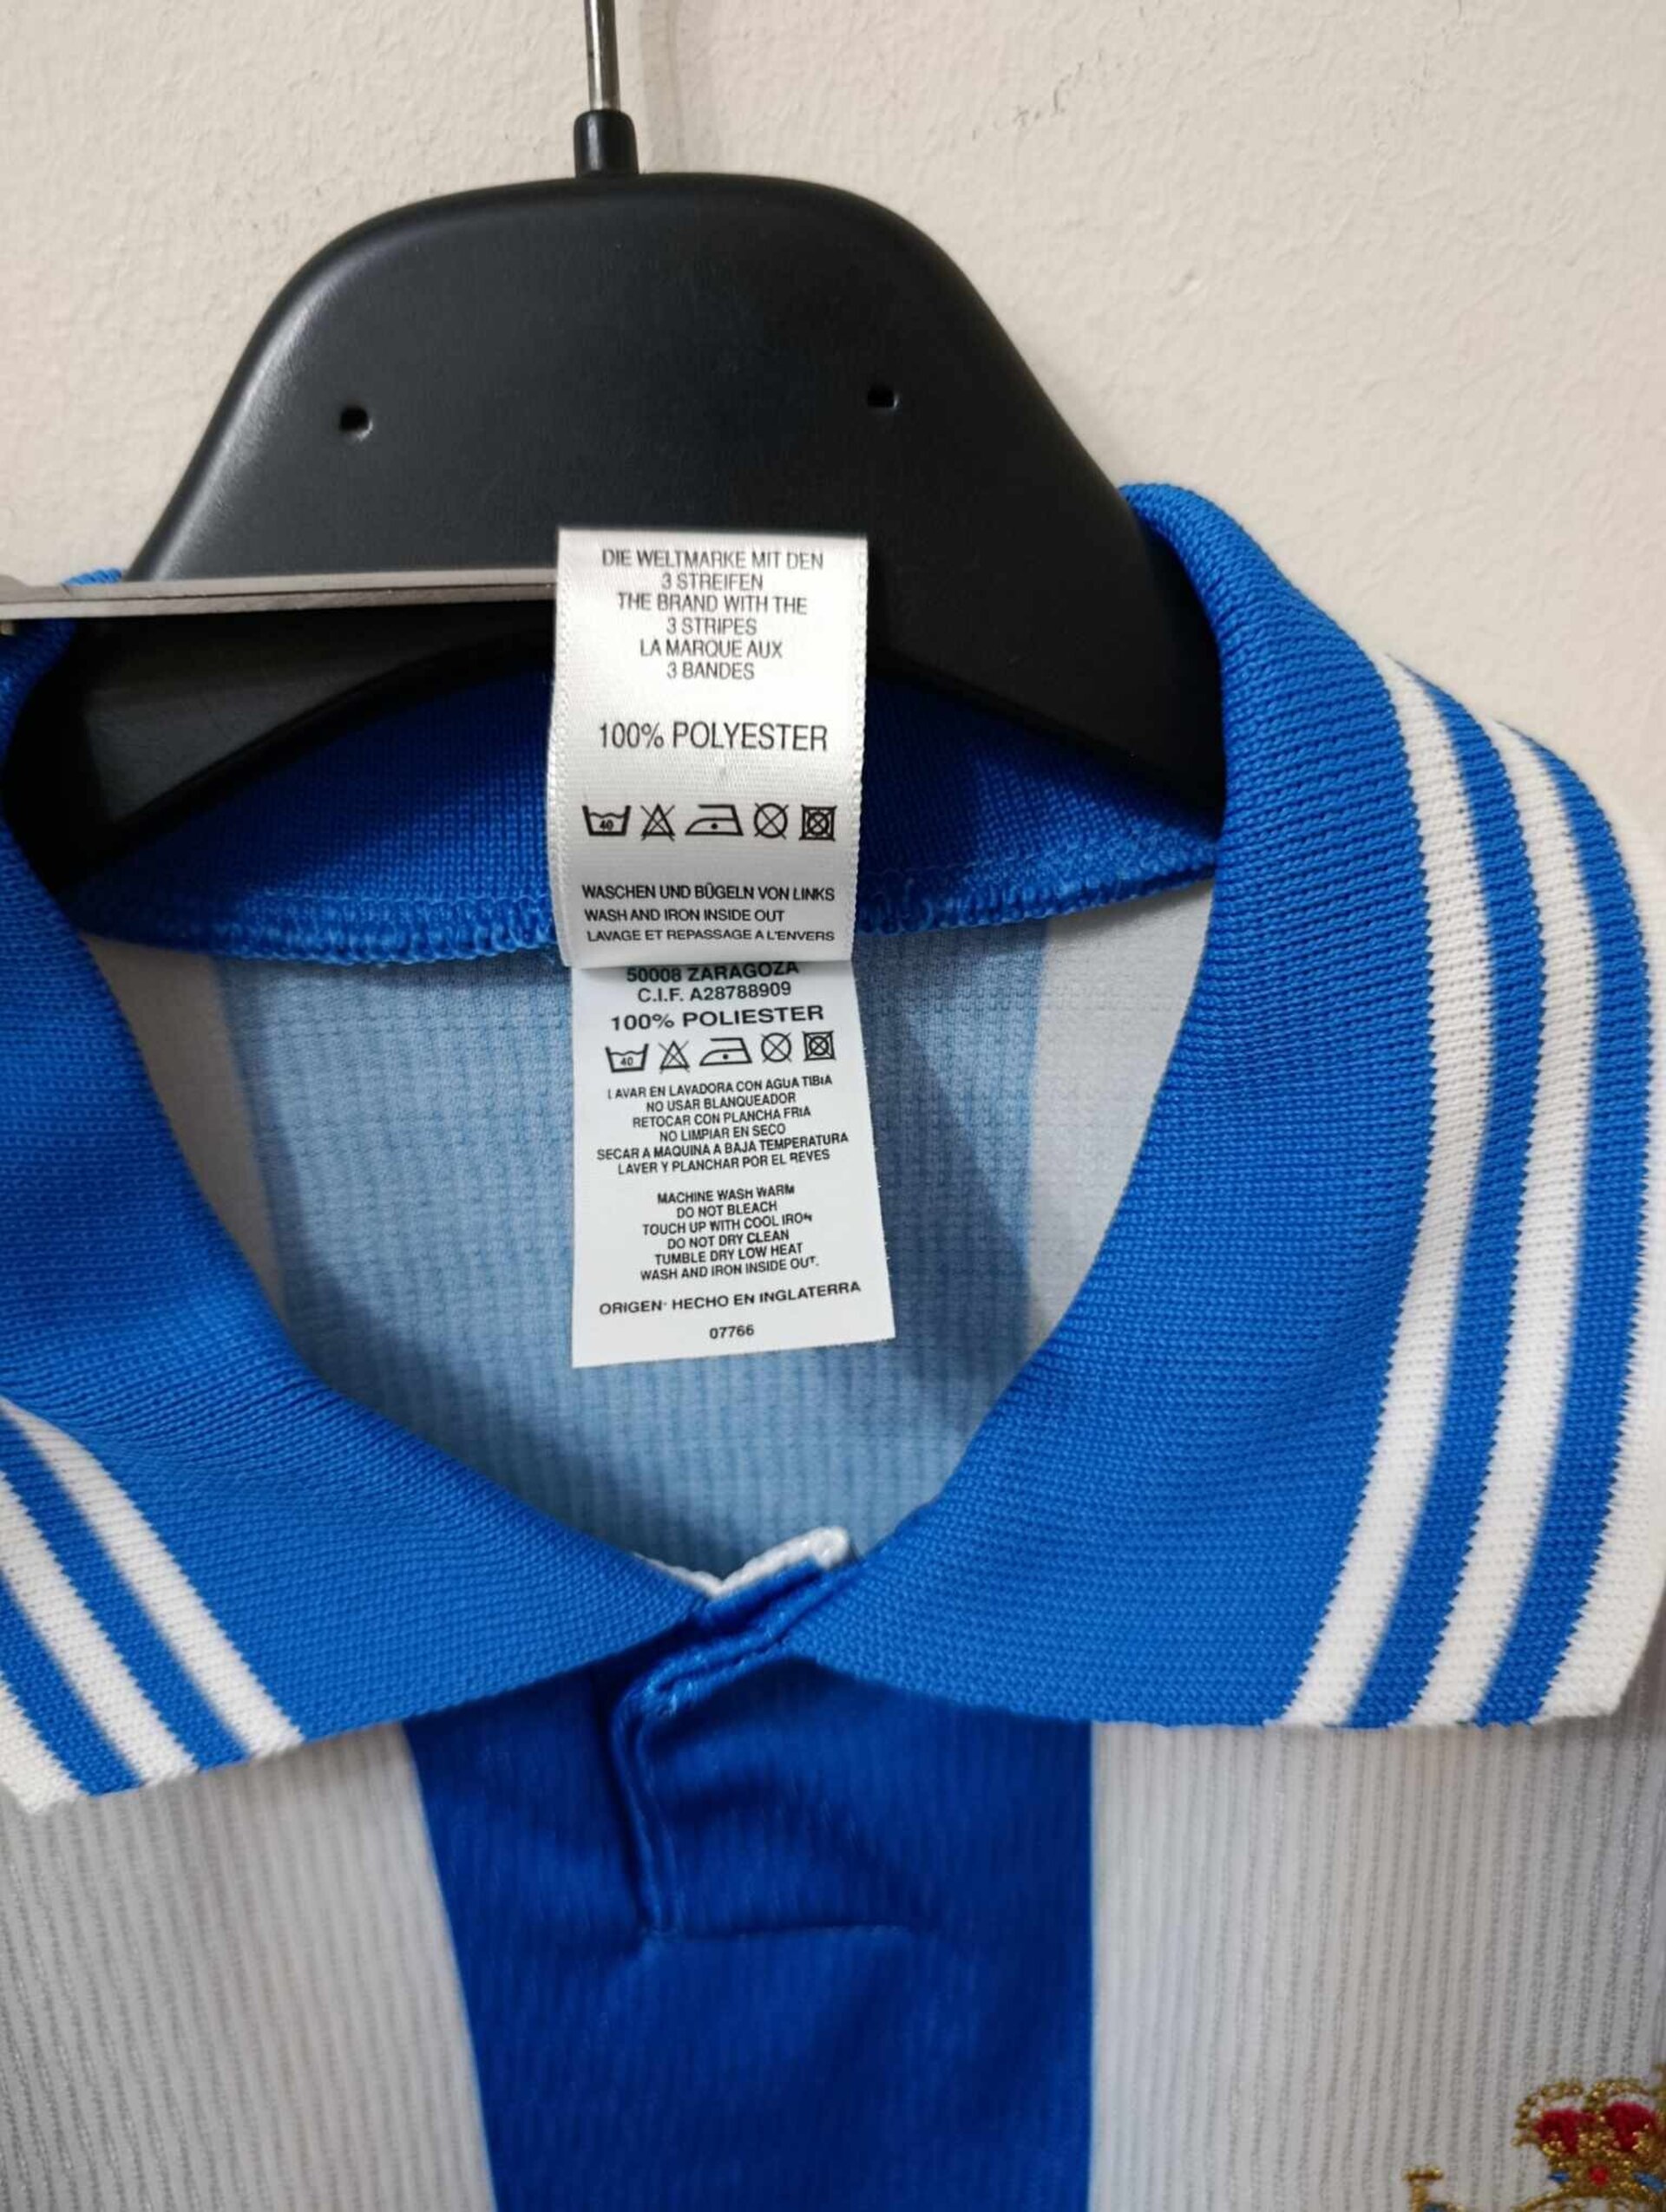 DIE WELTMARKE MIT DEN
3 STREIFEN
THE BRAND WITH THE
3 STRIPES
LA MARQUE AUX
3 BANDES
100% POLYESTER
40
WASCHEN UND BÜGELN VON LINKS
WASH AND IRON INSIDE OUT
LAVAGE ET REPASSAGE A L'ENVERS
50008 ZARAGOZA
C.I.F. A28788909
100% POLIESTER
40
LAVAR EN LAVADORA CON AGUA TIBIA
NO USAR BLANQUEADOR
RETOCAR CON PLANCHA FRIA
NO LIMPIAR EN SECO
SECAR A MAQUINA A BAJA TEMPERATURA
LAVER Y PLANCHAR POR EL REVES
MACHINE WASH WARM
DO NOT BLEACH
TOUCH UP WITH COOL IRON
DO NOT DRY CLEAN
TUMBLE DRY LOW HEAT
WASH AND IRON INSIDE OUT.
ORIGEN: HECHO EN INGLATERRA
07766